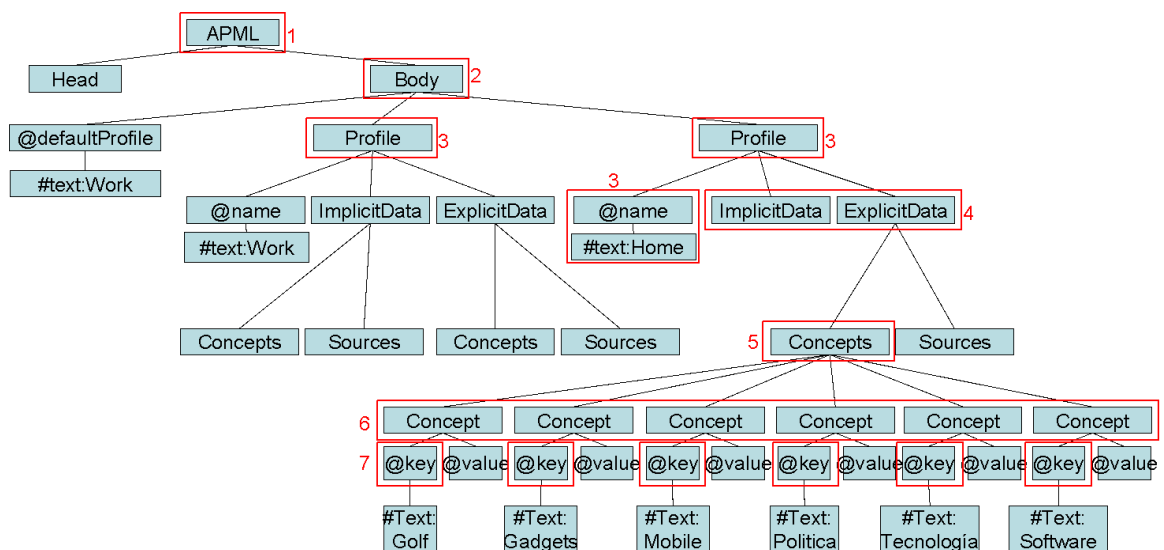 APML
1
Head
Body
2
@defaultProfile
Profile
3
Profile
3
#text:Work
3
@name
ImplicitData
ExplicitData
@name
ImplicitData
ExplicitData
4
#text:Work
#text:Home
Concepts
Sources
Concepts
Sources
5
Concepts
Sources
6
Concept
Concept
Concept
Concept
Concept
Concept
7
@key
@value
@key
@value
@key
@value
@key
@value
@key
@value
@key
@value
#Text:
Golf
#Text:
Gadgets
#Text:
Mobile
#Text:
Politica
#Text:
Tecnología
#Text:
Software